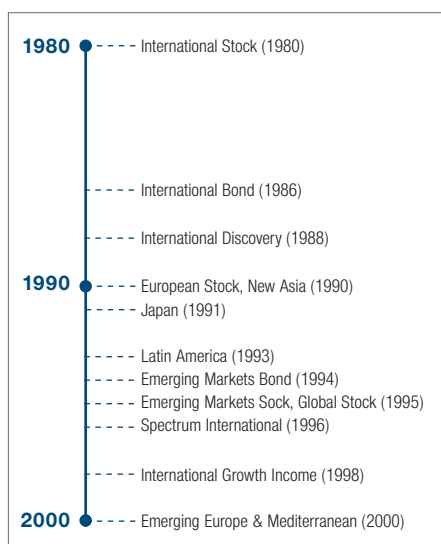 1980
International Stock (1980)
International Bond (1986)
International Discovery (1988)
1990
European Stock, New Asia (1990)
Japan (1991)
Latin America (1993)
Emerging Markets Bond (1994)
Emerging Markets Sock, Global Stock (1995)
Spectrum International (1996)
International Growth Income (1998)
2000
Emerging Europe & Mediterranean (2000)